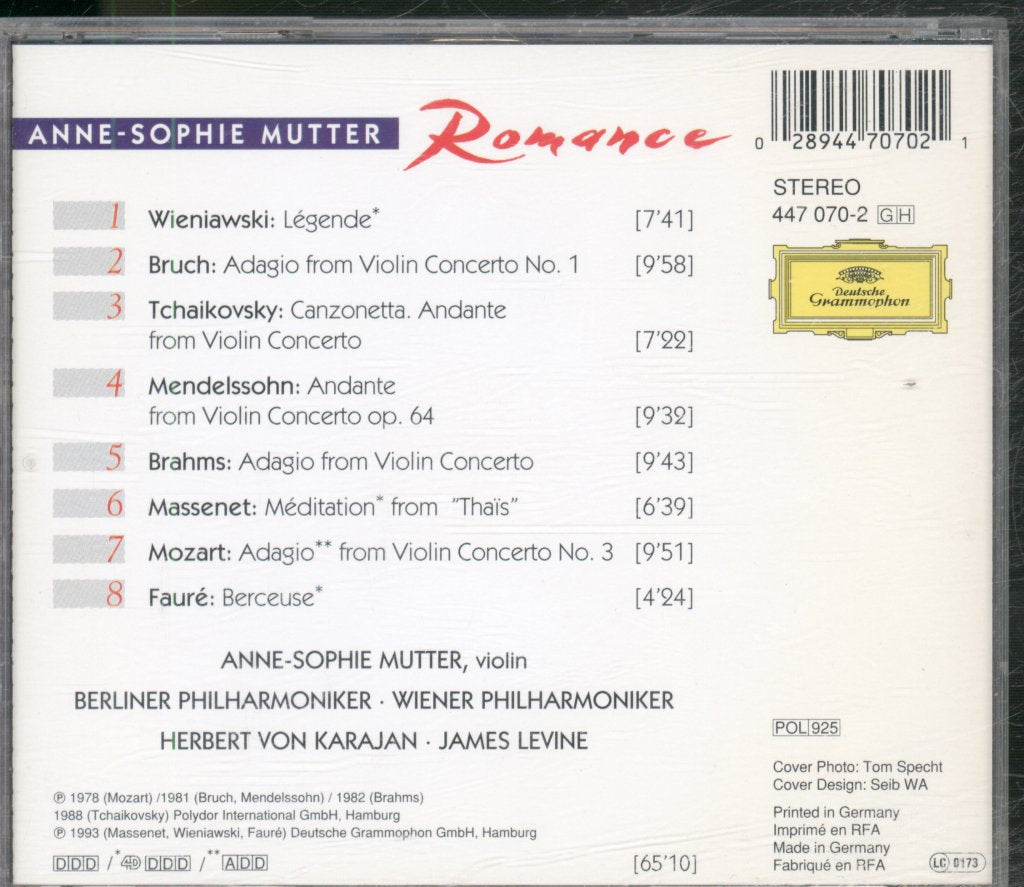 ANNE-SOPHIE MUTTER Romance
0 28944 70702 1
STEREO
447 070-2 GH
Deutsche
Grammophon
1 Wieniawski: Légende* [7'41]
2 Bruch: Adagio from Violin Concerto No. 1 [9'58]
3 Tchaikovsky: Canzonetta. Andante
from Violin Concerto [7'22]
4 Mendelssohn: Andante
from Violin Concerto op. 64 [9'32]
5 Brahms: Adagio from Violin Concerto [9'43]
6 Massenet: Méditation* from "Thaïs" [6'39]
7 Mozart: Adagio** from Violin Concerto No. 3 [9'51]
8 Fauré: Berceuse* [4'24]
ANNE-SOPHIE MUTTER, violin
BERLINER PHILHARMONIKER · WIENER PHILHARMONIKER
HERBERT VON KARAJAN · JAMES LEVINE
℗ 1978 (Mozart) /1981 (Bruch, Mendelssohn) / 1982 (Brahms)
1988 (Tchaikovsky) Polydor International GmbH, Hamburg
℗ 1993 (Massenet, Wieniawski, Fauré) Deutsche Grammophon GmbH, Hamburg
DDD /*4D DDD /**ADD [65'10]
POL 925
Cover Photo: Tom Specht
Cover Design: Seib WA
Printed in Germany
Imprimé en RFA
Made in Germany
Fabriqué en RFA
LC 0173